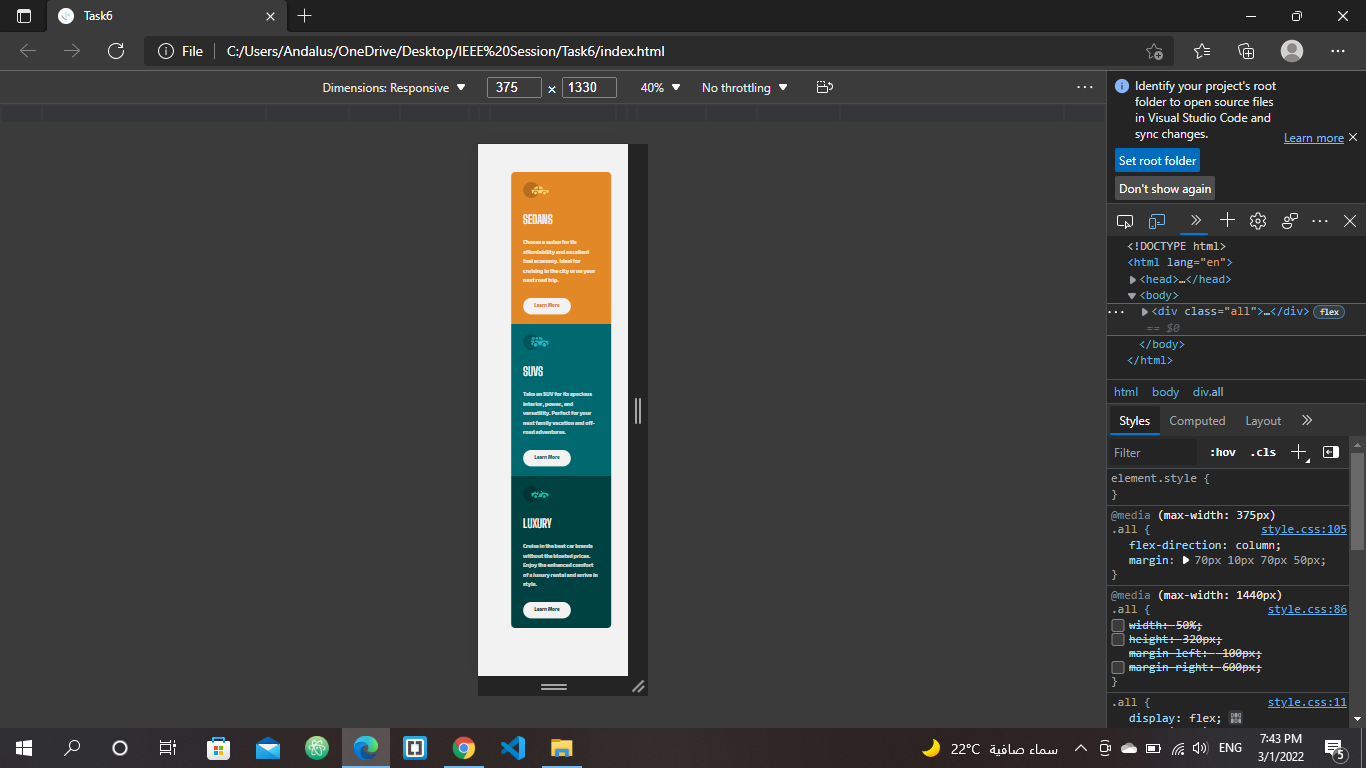 Task6
File
C:/Users/Andalus/OneDrive/Desktop/IEEE%20Session/Task6/index.html
Dimensions: Responsive
375 × 1330
40%
No throttling
Identify your project's root
folder to open source files
in Visual Studio Code and
sync changes.
Learn more
Set root folder
Don't show again
<!DOCTYPE html>
<html lang="en">
<head>…</head>
<body>
<div class="all">…</div> flex
== $0
</body>
</html>
html body div.all
Styles Computed Layout
Filter :hov .cls
element.style {
}
@media (max-width: 375px)
.all { style.css:105
flex-direction: column;
margin: 70px 10px 70px 50px;
}
@media (max-width: 1440px)
.all { style.css:86
width: 50%;
height: 320px;
margin-left: -100px;
margin-right: 600px;
}
.all { style.css:11
display: flex;
SEDANS
Choose a sedan for its
affordability and excellent
fuel economy. Ideal for
cruising in the city or on your
next road trip.
Learn More
SUVS
Take an SUV for its spacious
interior, power, and
versatility. Perfect for your
next family vacation and off-
road adventures.
Learn More
LUXURY
Cruise in the best car brands
without the bloated prices.
Enjoy the enhanced comfort
of a luxury rental and arrive in
style.
Learn More
22°C سماء صافية
ENG
7:43 PM
3/1/2022
5